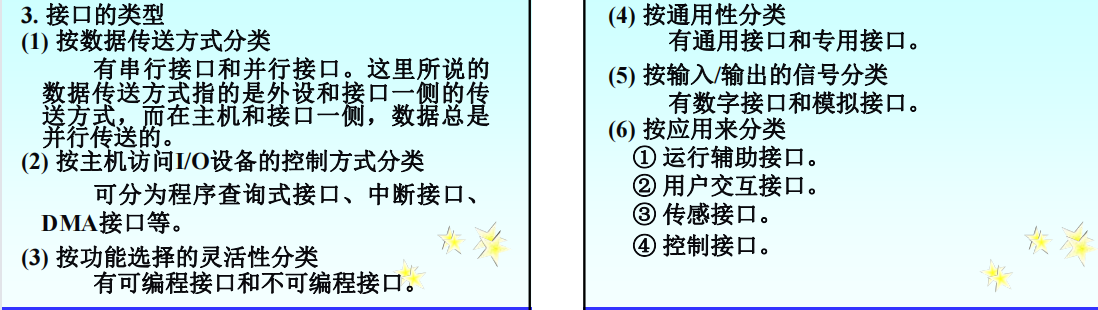 3. 接口的类型
(1) 按数据传送方式分类
有串行接口和并行接口。这里所说的
数据传送方式指的是外设和接口一侧的传
送方式，而在主机和接口一侧，数据总是
并行传送的。
(2) 按主机访问I/O设备的控制方式分类
可分为程序查询式接口、中断接口、
DMA接口等。
(3) 按功能选择的灵活性分类
有可编程接口和不可编程接口。
(4) 按通用性分类
有通用接口和专用接口。
(5) 按输入/输出的信号分类
有数字接口和模拟接口。
(6) 按应用来分类
① 运行辅助接口。
② 用户交互接口。
③ 传感接口。
④ 控制接口。